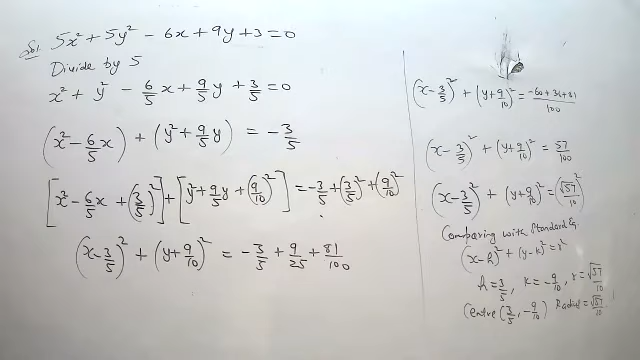 Sol: 5x² + 5y² - 6x + 9y + 3 = 0
Divide by 5
x² + y² - 6/5 x + 9/5 y + 3/5 = 0
(x² - 6/5 x) + (y² + 9/5 y) = -3/5
[x² - 6/5 x + (3/5)²] + [y² + 9/5 y + (9/10)²] = -3/5 + (3/5)² + (9/10)²
(x - 3/5)² + (y + 9/10)² = -3/5 + 9/25 + 81/100
(x - 3/5)² + (y + 9/10)² = -60 + 36 + 81 / 100
(x - 3/5)² + (y + 9/10)² = 57/100
(x - 3/5)² + (y + 9/10)² = (√57/10)²
Comparing with Standard Eq.
(x - h)² + (y - k)² = r²
h = 3/5, k = -9/10, r = √57/10
Centre (3/5, -9/10) Radius = √57/10